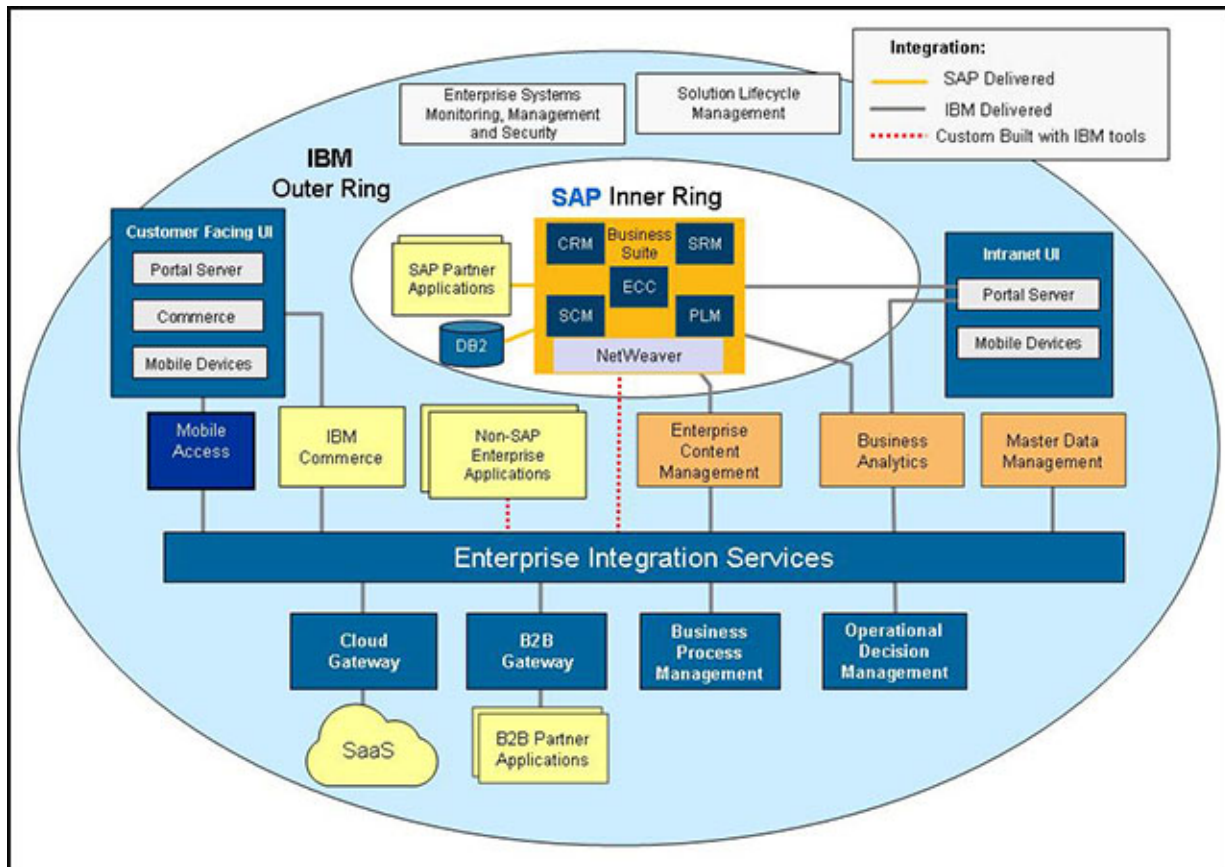 Integration:
SAP Delivered
IBM Delivered
Custom Built with IBM tools
Enterprise Systems
Monitoring, Management
and Security
Solution Lifecycle
Management
IBM
Outer Ring
SAP Inner Ring
Customer Facing UI
Portal Server
Commerce
Mobile Devices
SAP Partner
Applications
DB2
CRM
Business
Suite
SRM
ECC
SCM
PLM
NetWeaver
Intranet UI
Portal Server
Mobile Devices
Mobile
Access
IBM
Commerce
Non-SAP
Enterprise
Applications
Enterprise
Content
Management
Business
Analytics
Master Data
Management
Enterprise Integration Services
Cloud
Gateway
B2B
Gateway
Business
Process
Management
Operational
Decision
Management
SaaS
B2B Partner
Applications